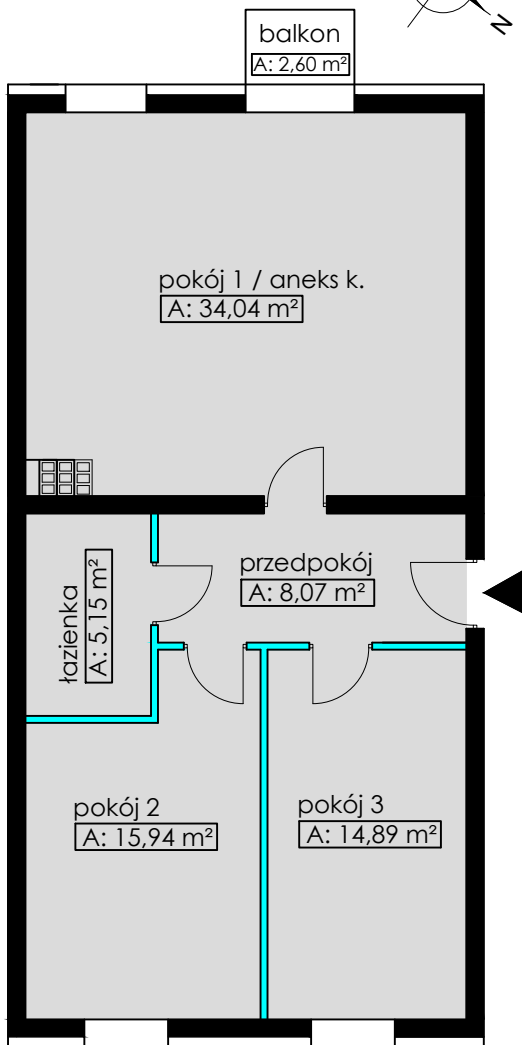 N
balkon
A: 2,60 m²
pokój 1 / aneks k.
A: 34,04 m²
przedpokój
A: 8,07 m²
łazienka
A: 5,15 m²
pokój 2
A: 15,94 m²
pokój 3
A: 14,89 m²